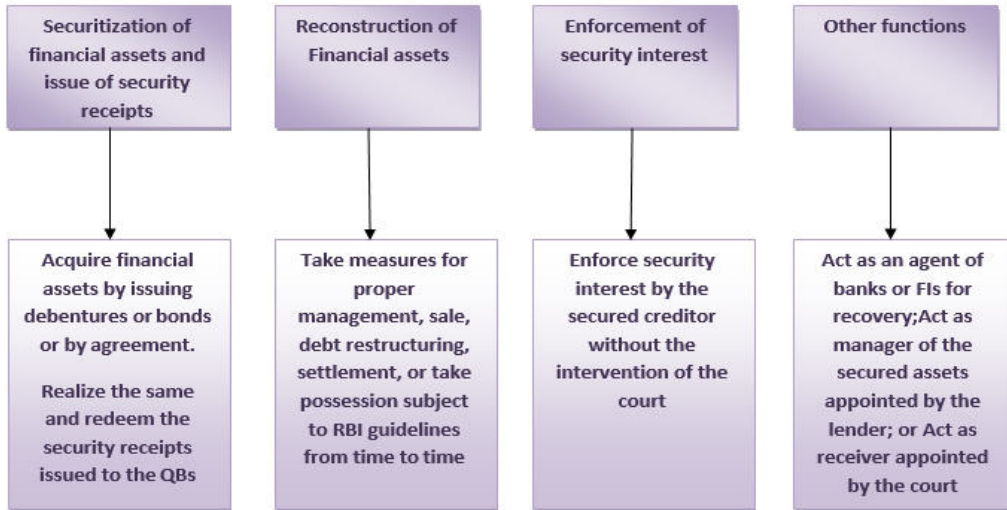 Securitization of
financial assets and
issue of security
receipts
Reconstruction of
Financial assets
Enforcement of
security interest
Other functions
Acquire financial
assets by issuing
debentures or bonds
or by agreement.
Realize the same
and redeem the
security receipts
issued to the QBs
Take measures for
proper
management, sale,
debt restructuring,
settlement, or take
possession subject
to RBI guidelines
from time to time
Enforce security
interest by the
secured creditor
without the
intervention of the
court
Act as an agent of
banks or FIs for
recovery;Act as
manager of the
secured assets
appointed by the
lender; or Act as
receiver appointed
by the court